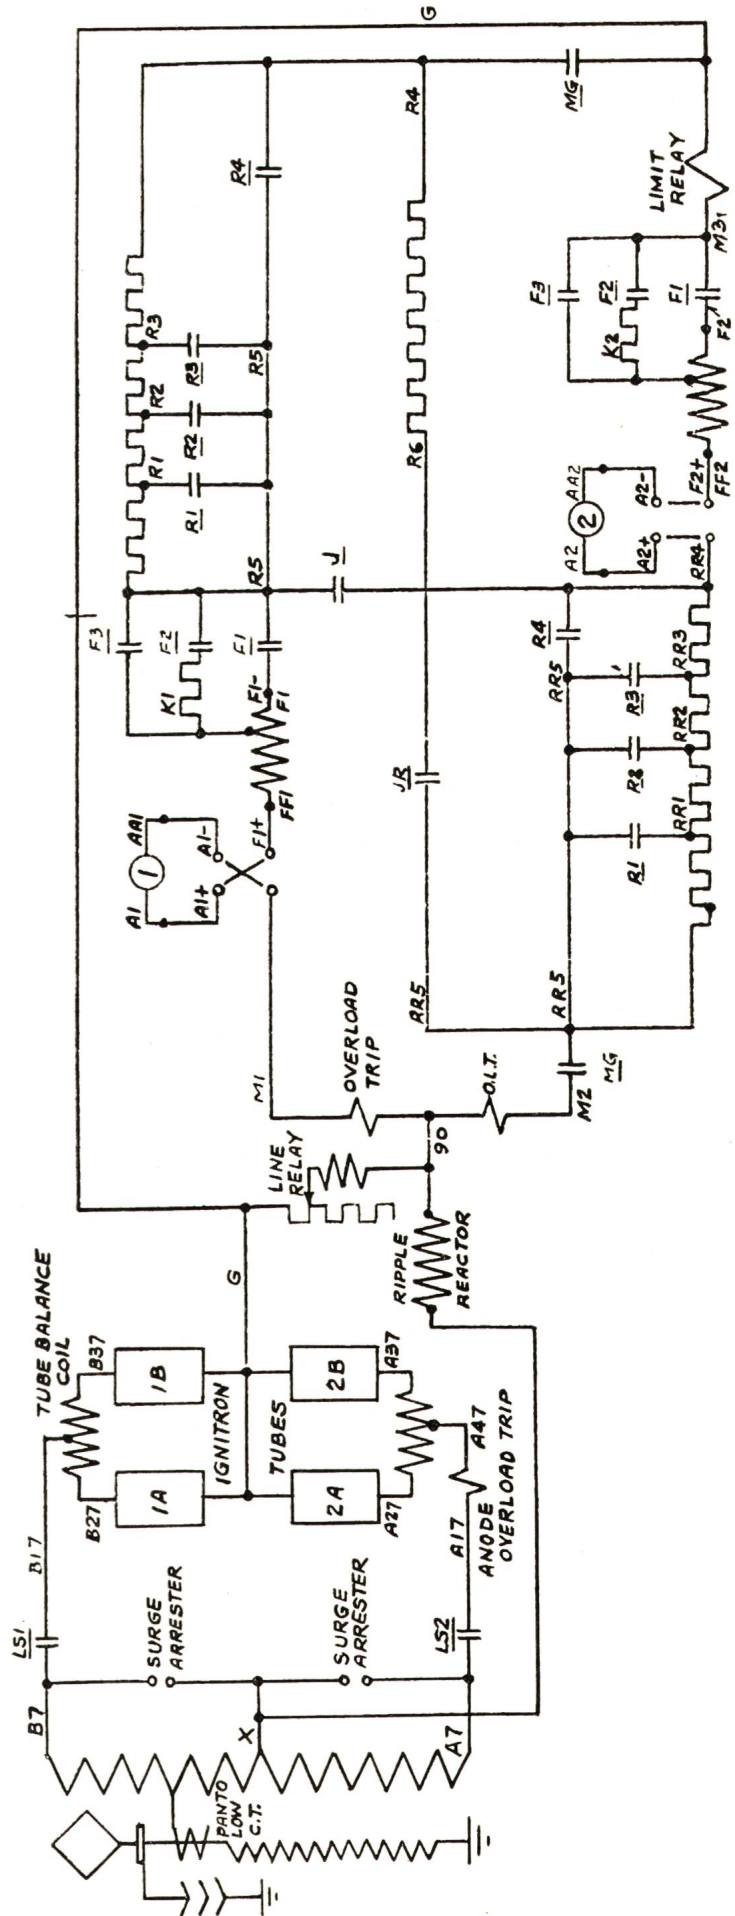 B7
LS1
B17
TUBE BALANCE
COIL
B27
B37
1A
1B
IGNITRON
TUBES
2A
2B
A27
A37
A47
A17
ANODE
OVERLOAD TRIP
LS2
A7
X
SURGE
ARRESTER
SURGE
ARRESTER
PANTO
LOW
C.T.
G
G
LINE
RELAY
RIPPLE
REACTOR
90
OVERLOAD
TRIP
O.L.T.
M1
M2
MG
A1
AA1
1
A1+
A1-
F1+
FF1
F1-
F1
K1
F3
F2
F1
R5
R1
R2
R3
R1
R2
R3
R5
R4
J
RR5
JR
R6
R4
MG
RR5
R1
R2
R3
RR5
R4
RR1
RR2
RR3
RR4
A2
AA2
2
A2+
A2-
F2+
FF2
F2
K2
F3
F2
F1
M31
LIMIT
RELAY